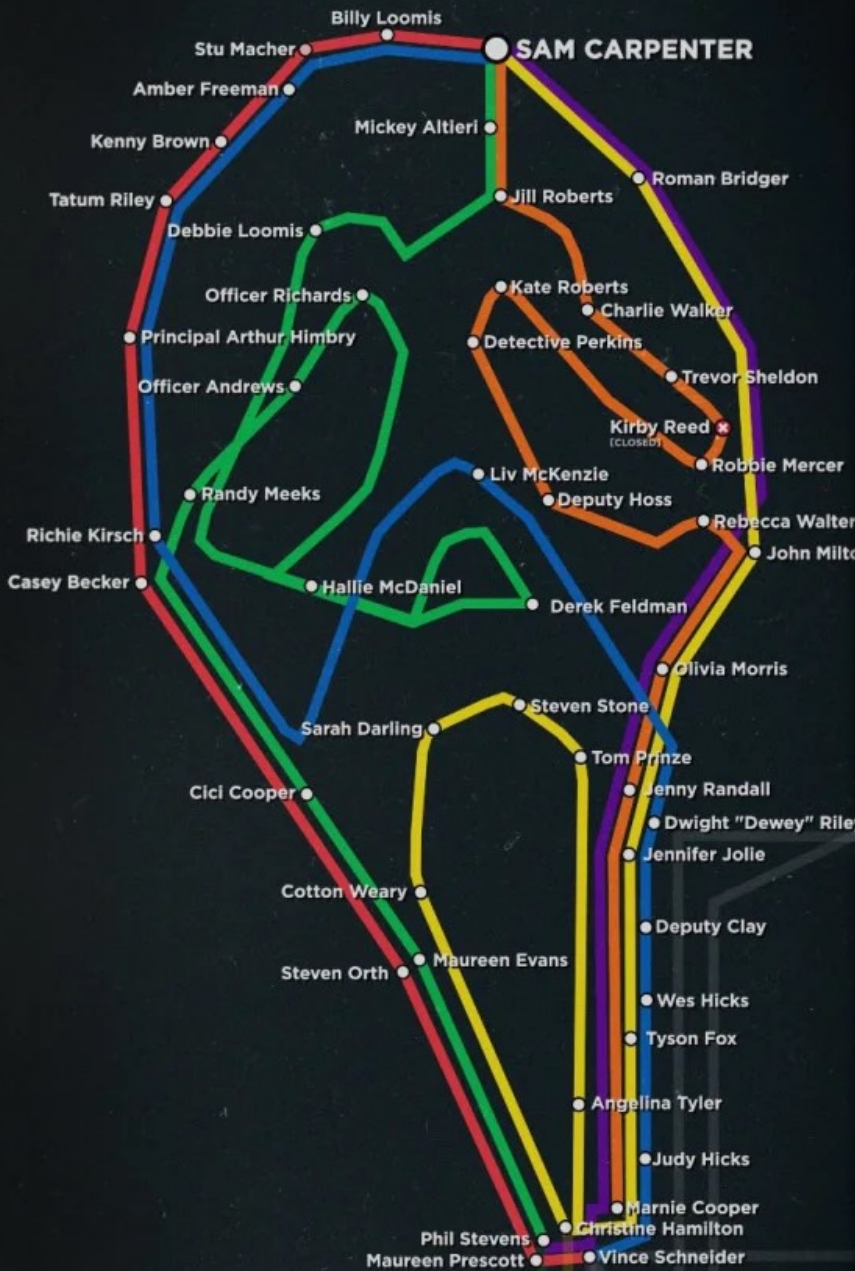 Billy Loomis
Stu Macher
SAM CARPENTER
Amber Freeman
Mickey Altieri
Kenny Brown
Roman Bridger
Tatum Riley
Jill Roberts
Debbie Loomis
Kate Roberts
Officer Richards
Charlie Walker
Principal Arthur Himbry
Detective Perkins
Trevor Sheldon
Officer Andrews
Kirby Reed
[CLOSED]
Robbie Mercer
Liv McKenzie
Randy Meeks
Deputy Hoss
Rebecca Walter
Richie Kirsch
John Milto
Casey Becker
Hallie McDaniel
Derek Feldman
Olivia Morris
Steven Stone
Sarah Darling
Tom Prinze
Jenny Randall
Cici Cooper
Dwight "Dewey" Rile
Jennifer Jolie
Cotton Weary
Deputy Clay
Maureen Evans
Steven Orth
Wes Hicks
Tyson Fox
Angelina Tyler
Judy Hicks
Marnie Cooper
Christine Hamilton
Phil Stevens
Vince Schneider
Maureen Prescott